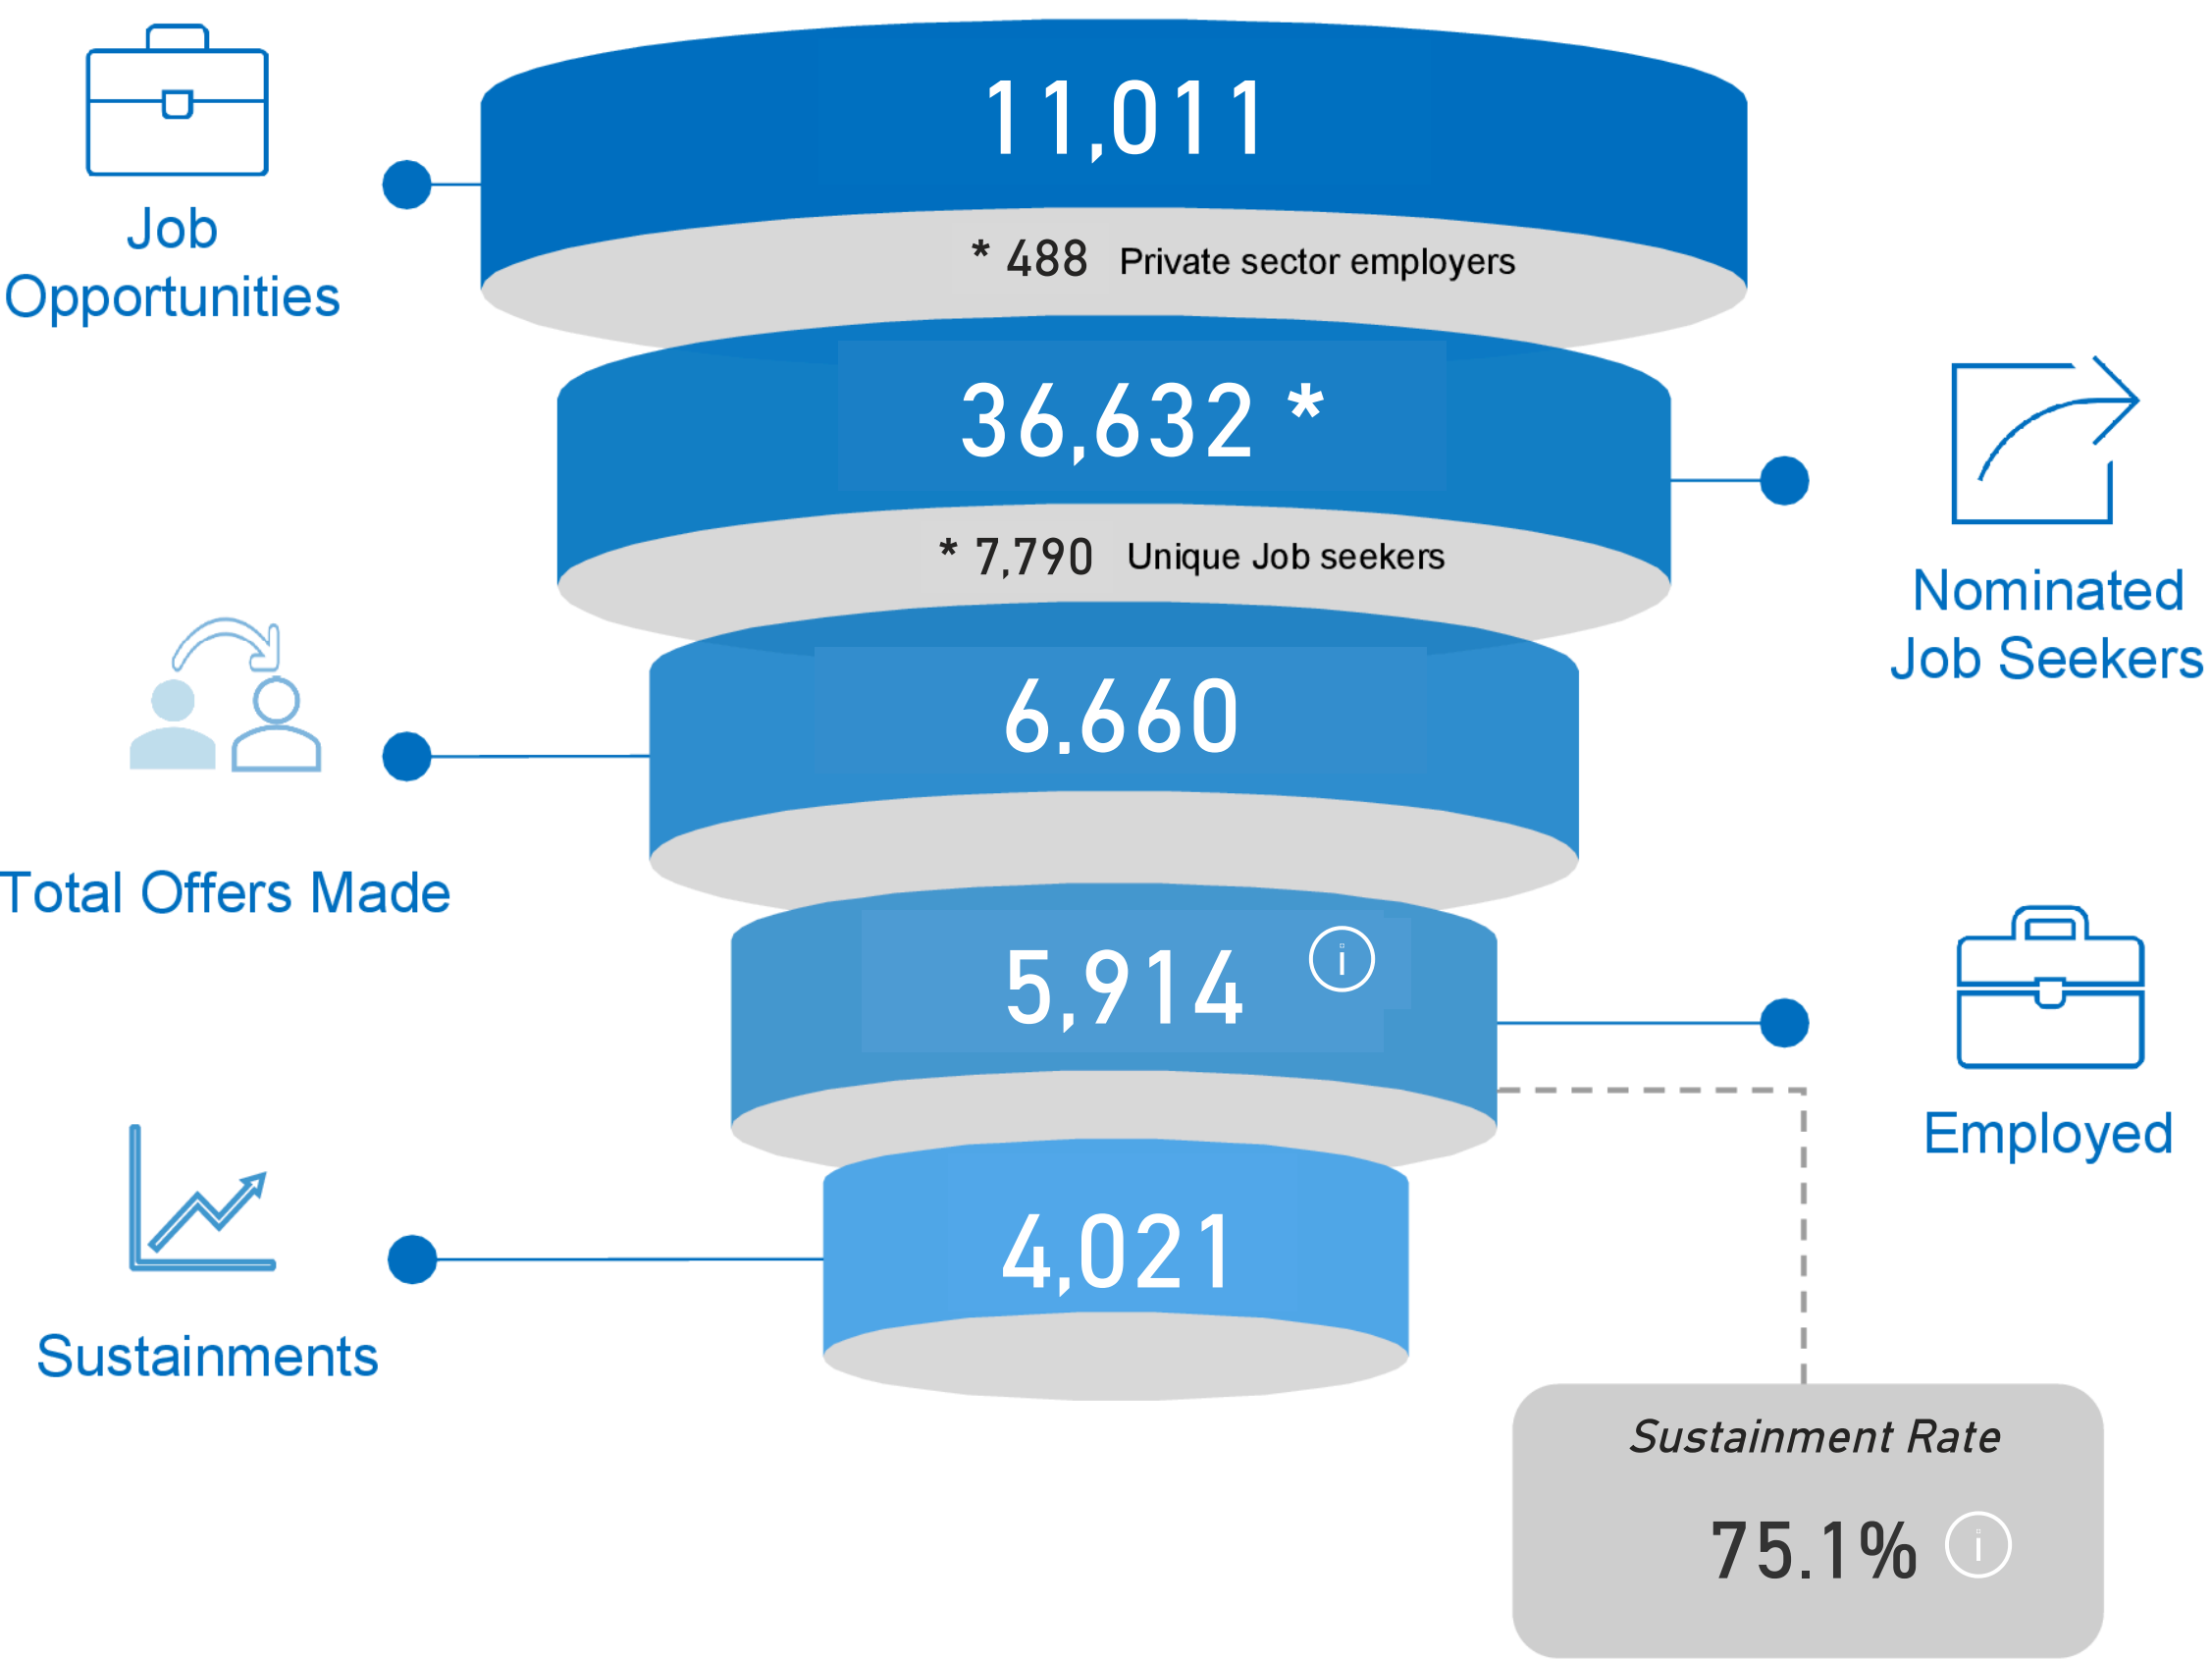 11,011
Job
Opportunities
* 488 Private sector employers
36,632 *
* 7,790 Unique Job seekers
Nominated
Job Seekers
6.660
Total Offers Made
5,914 i
Employed
4,021
Sustainments
Sustainment Rate
75.1% i